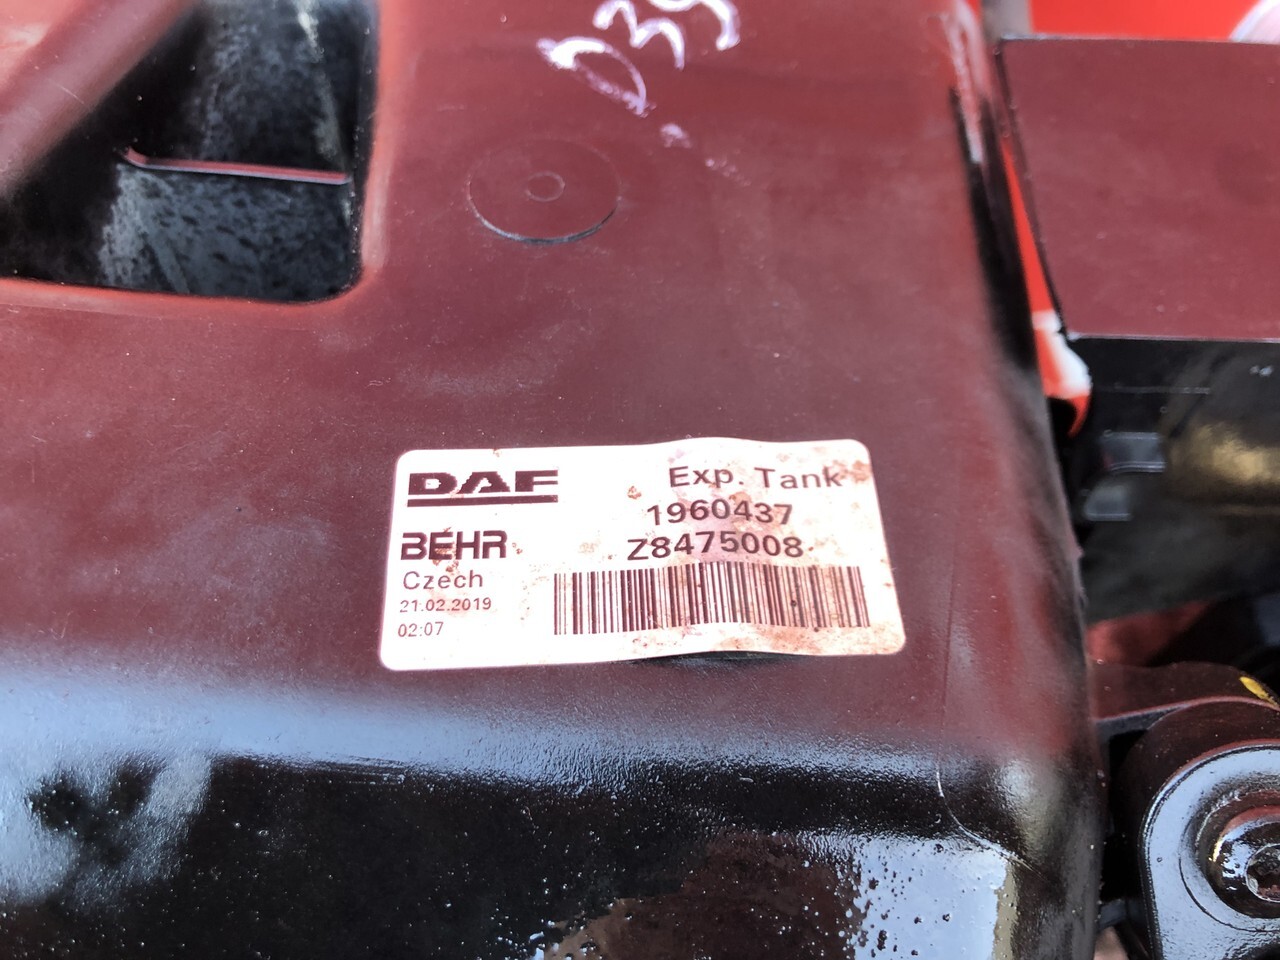 DAF
Exp. Tank
1960437
BEHR
Z8475008
Czech
21.02.2019
02:07